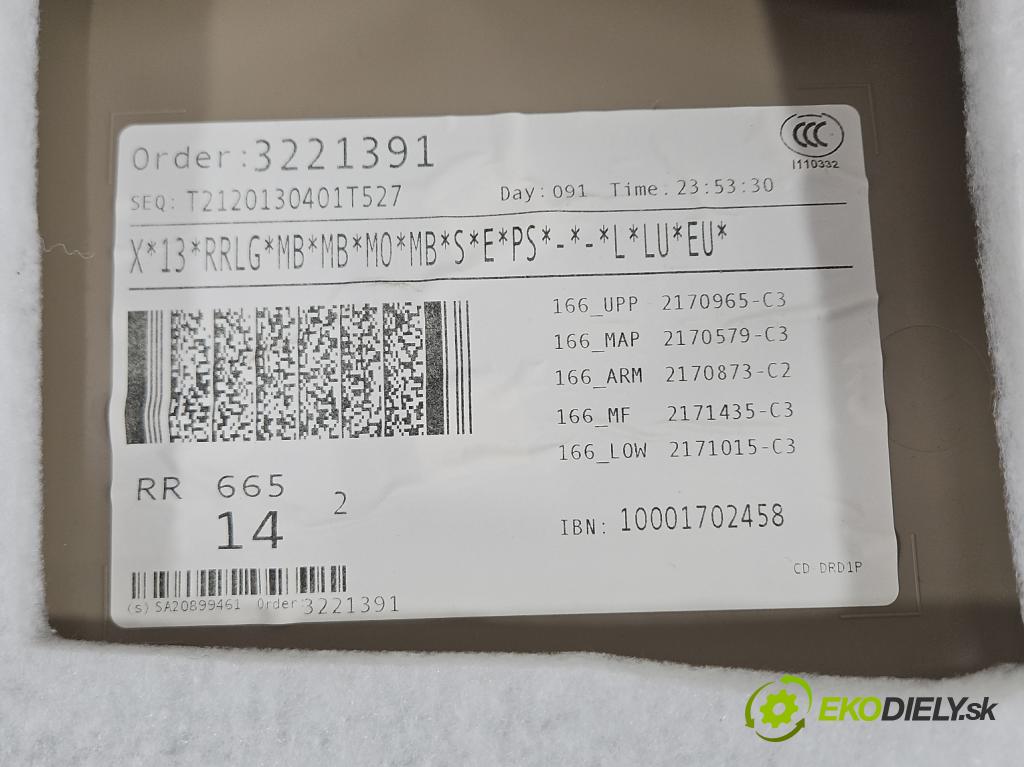 Order:3221391
CCC
I110332
SEQ: T2120130401T527
Day:091 Time.23:53:30
X*13*RRLG*MB*MB*MO*MB*S*E*PS*-*-*L*LU*EU*
166_UPP 2170965-C3
166_MAP 2170579-C3
166_ARM 2170873-C2
166_MF 2171435-C3
166_LOW 2171015-C3
RR 665 2
14
IBN: 10001702458
CD DRD1P
(s) SA20899461 Order:3221391
EKODIELY.sk